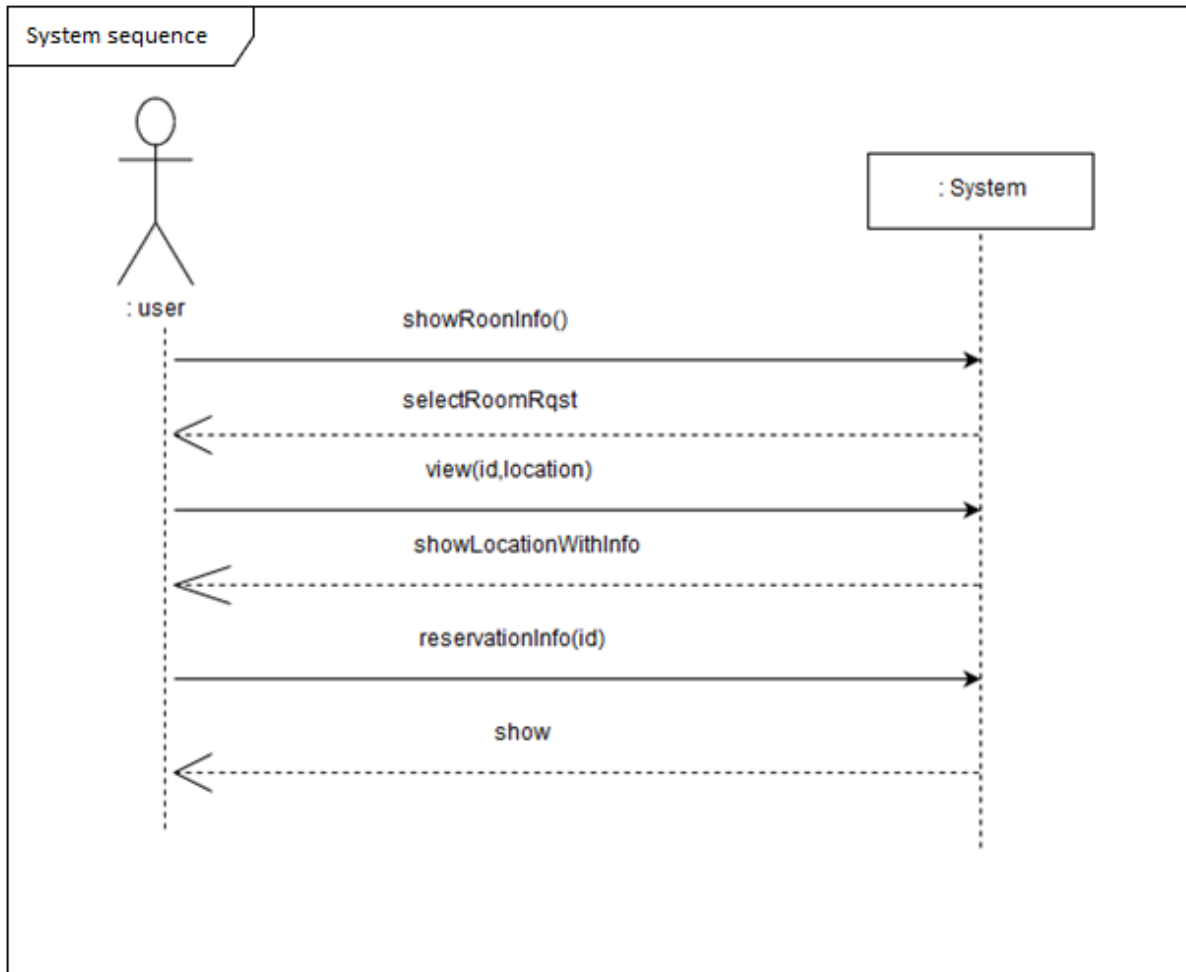 System sequence
: System
: user
showRoonInfo()
selectRoomRqst
view(id,location)
showLocationWithInfo
reservationInfo(id)
show